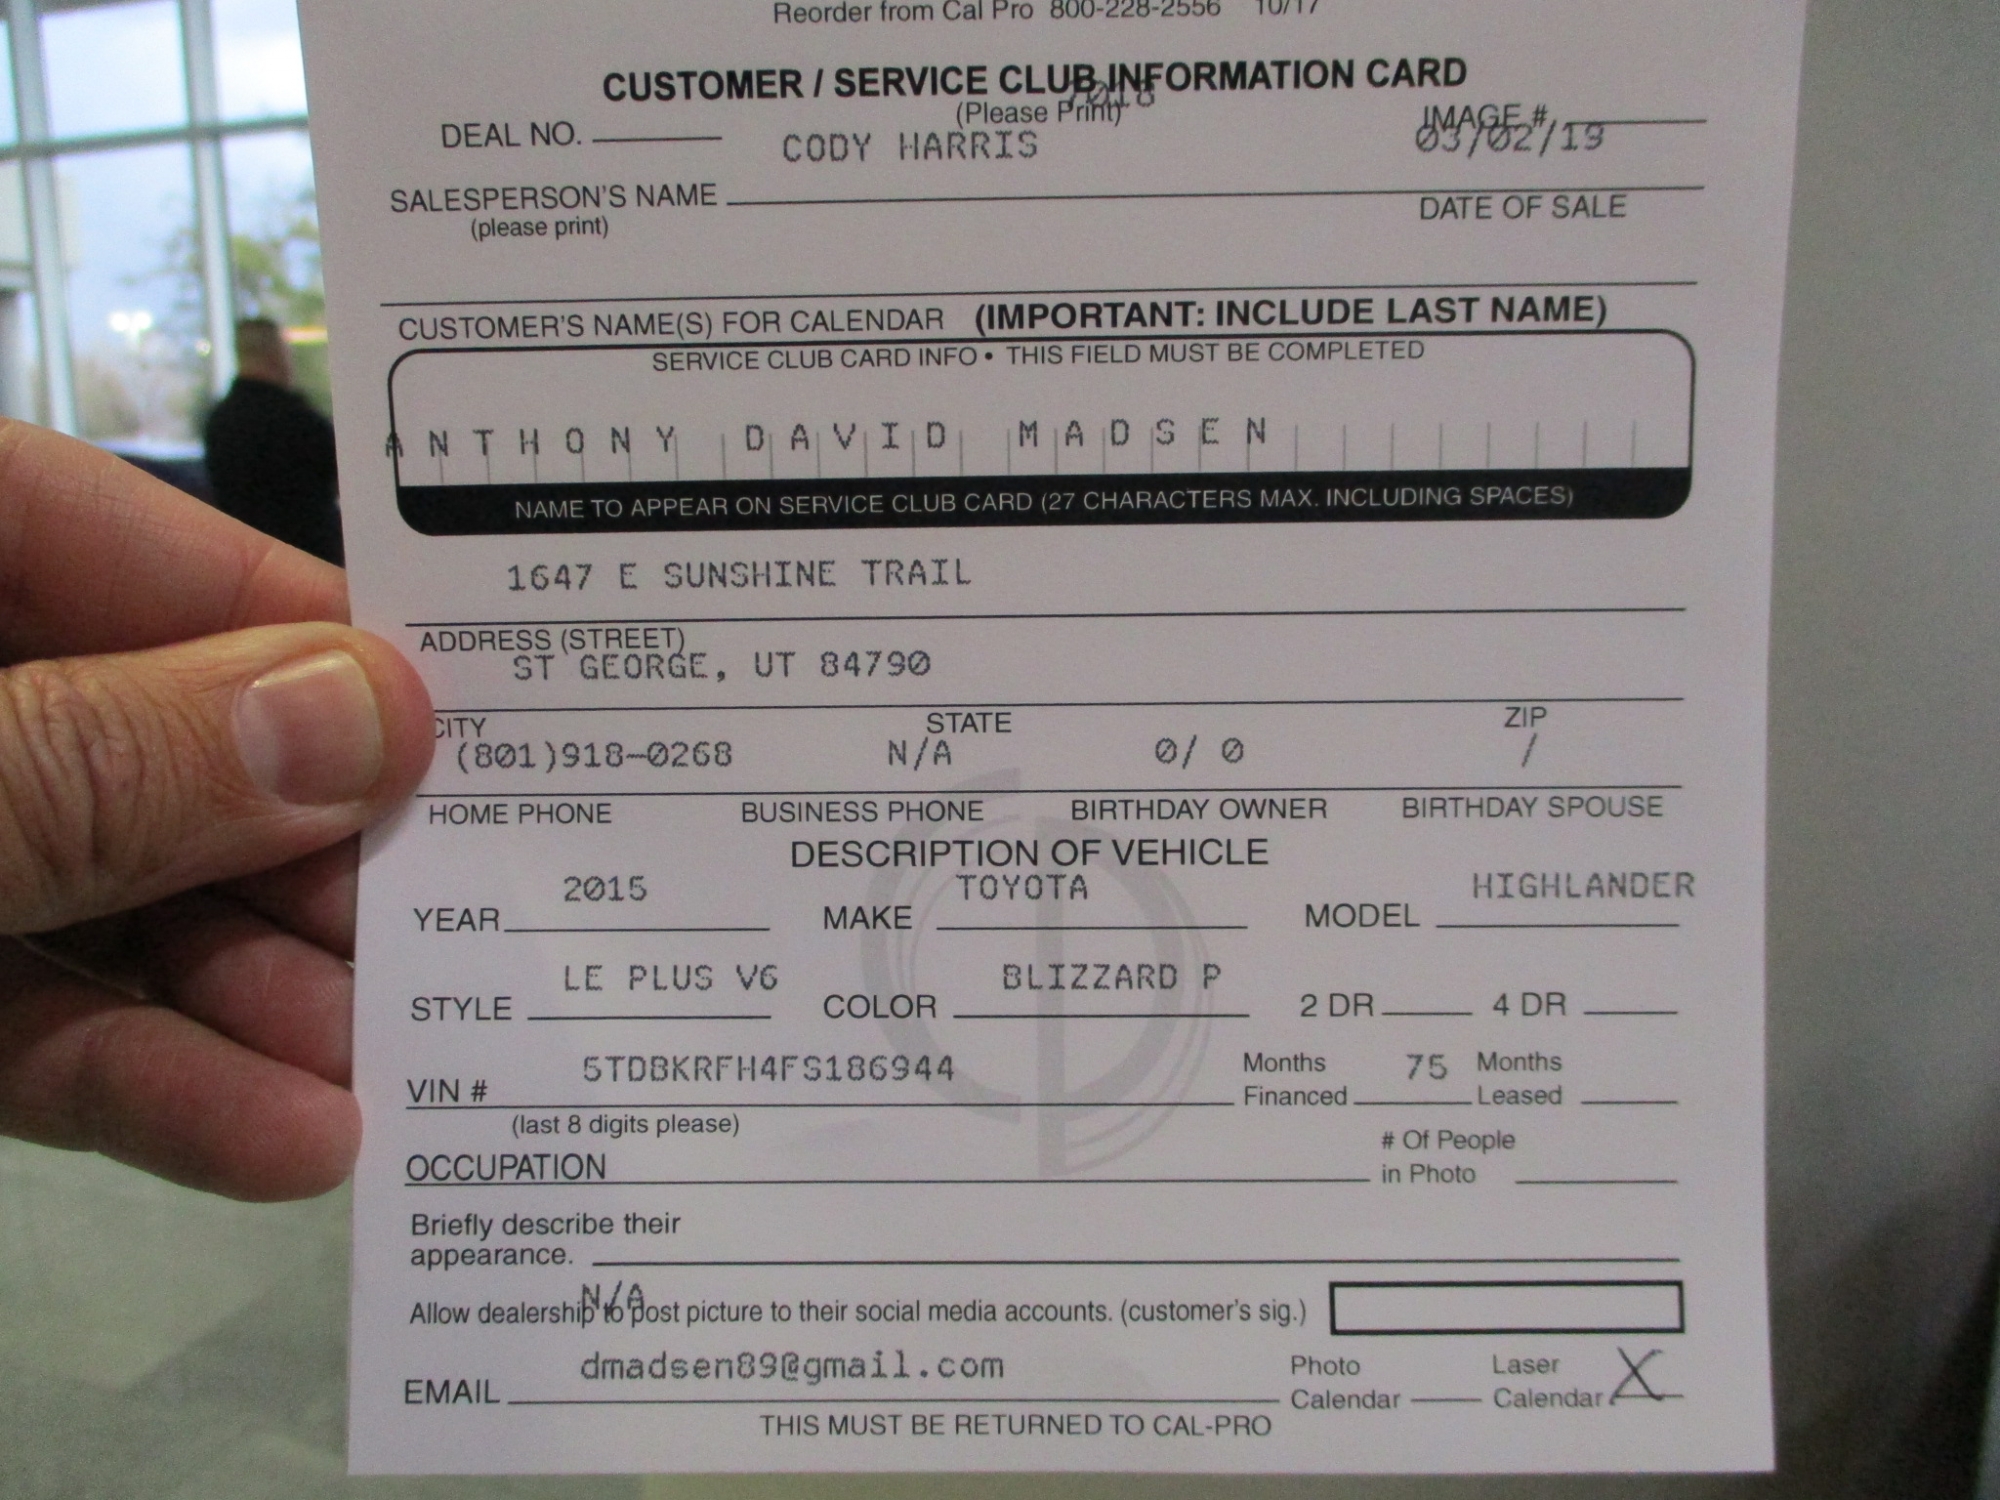 Reorder from Cal Pro 800-228-2556 10/17
CUSTOMER / SERVICE CLUB INFORMATION CARD
(Please Print)
DEAL NO. IMAGE #
CODY HARRIS 03/02/19
SALESPERSON'S NAME
(please print) DATE OF SALE
CUSTOMER'S NAME(S) FOR CALENDAR (IMPORTANT: INCLUDE LAST NAME)
SERVICE CLUB CARD INFO • THIS FIELD MUST BE COMPLETED
ANTHONY DAVID MADSEN
NAME TO APPEAR ON SERVICE CLUB CARD (27 CHARACTERS MAX. INCLUDING SPACES)
1647 E SUNSHINE TRAIL
ADDRESS (STREET)
ST GEORGE, UT 84790
CITY STATE ZIP
(801)918-0268 N/A 0/ 0 /
HOME PHONE BUSINESS PHONE BIRTHDAY OWNER BIRTHDAY SPOUSE
DESCRIPTION OF VEHICLE
2015 TOYOTA HIGHLANDER
YEAR MAKE MODEL
LE PLUS V6 BLIZZARD P
STYLE COLOR 2 DR 4 DR
5TDBKRFH4FS186944 Months 75 Months
VIN # Financed Leased
(last 8 digits please)
# Of People
OCCUPATION in Photo
Briefly describe their
appearance.
N/A
Allow dealership to post picture to their social media accounts. (customer's sig.)
dmadsen89@gmail.com Photo Laser X
EMAIL Calendar Calendar
THIS MUST BE RETURNED TO CAL-PRO